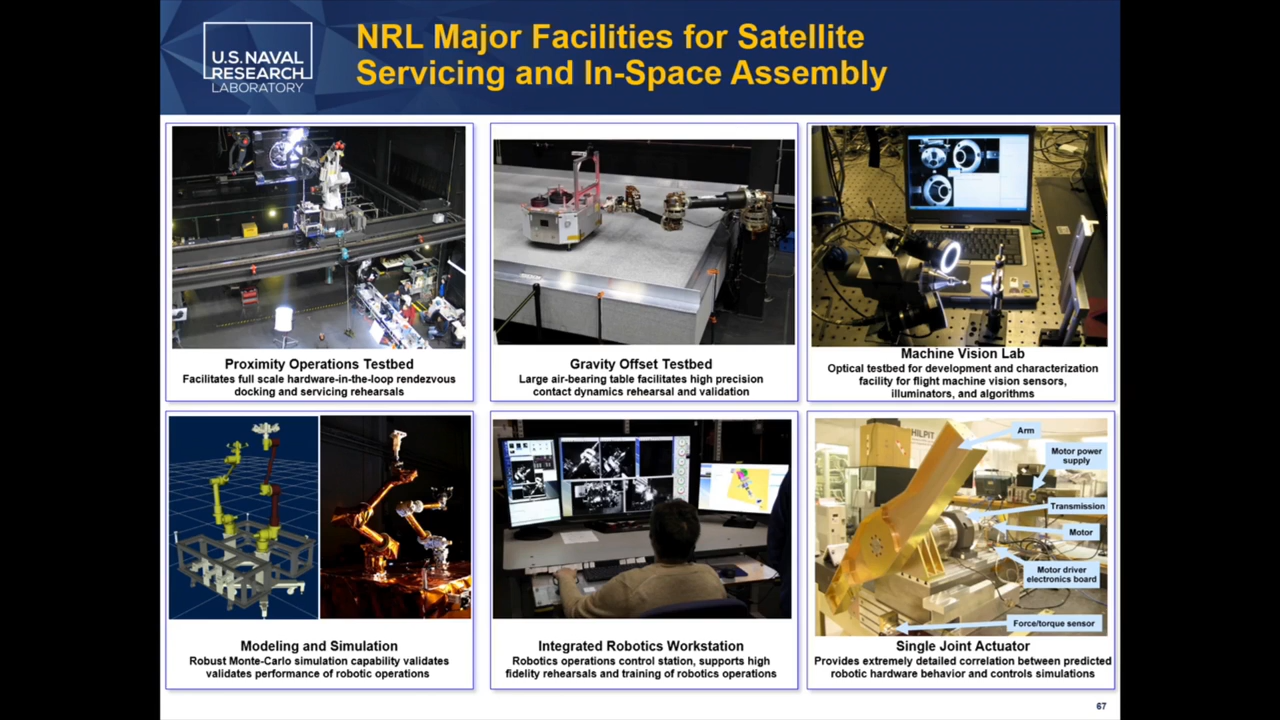 U.S. NAVAL
RESEARCH
LABORATORY
NRL Major Facilities for Satellite
Servicing and In-Space Assembly
Proximity Operations Testbed
Facilitates full scale hardware-in-the-loop rendezvous
docking and servicing rehearsals
Gravity Offset Testbed
Large air-bearing table facilitates high precision
contact dynamics rehearsal and validation
Machine Vision Lab
Optical testbed for development and characterization
facility for flight machine vision sensors,
illuminators, and algorithms
Modeling and Simulation
Robust Monte-Carlo simulation capability validates
validates performance of robotic operations
Integrated Robotics Workstation
Robotics operations control station, supports high
fidelity rehearsals and training of robotics operations
HILPIT
Arm
Motor power
supply
Transmission
Motor
Motor driver
electronics board
Force/torque sensor
Single Joint Actuator
Provides extremely detailed correlation between predicted
robotic hardware behavior and controls simulations
67